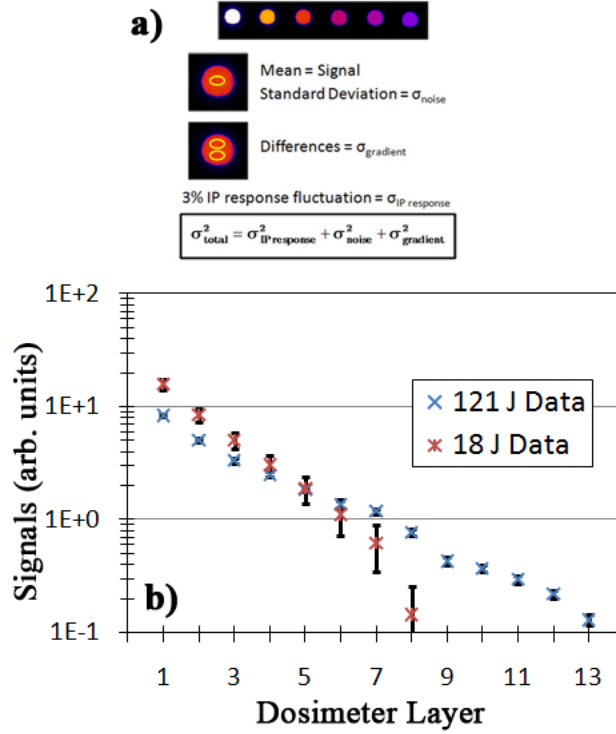 a)
Mean = Signal
Standard Deviation = σnoise
Differences = σgradient
3% IP response fluctuation = σIP response
σ²total = σ²IP response + σ²noise + σ²gradient
1E+2
1E+1
1E+0
1E-1
Signals (arb. units)
121 J Data
18 J Data
b)
1 3 5 7 9 11 13
Dosimeter Layer